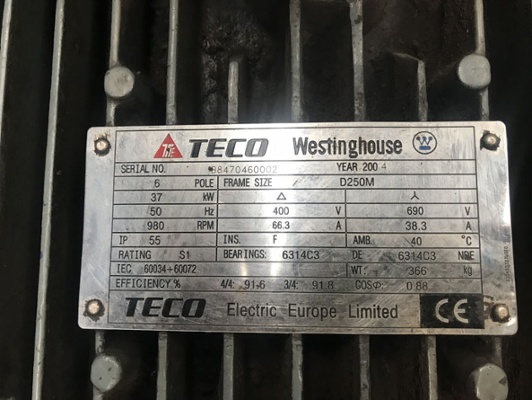 TECO Westinghouse W
SERIAL NO. B8470460002 YEAR 2004
6 POLE FRAME SIZE D250M
37 kW △ ⅄
50 Hz 400 V 690 V
980 RPM 66.3 A 38.3 A
IP 55 INS. F AMB. 40 °C
RATING S1 BEARINGS: 6314C3 DE 6314C3 NDE
IEC 60034+60072 WT: 366 kg
EFFICIENCY % 4/4: 91.6 3/4: 91.8 COSΦ: 0.88
TECO Electric Europe Limited CE